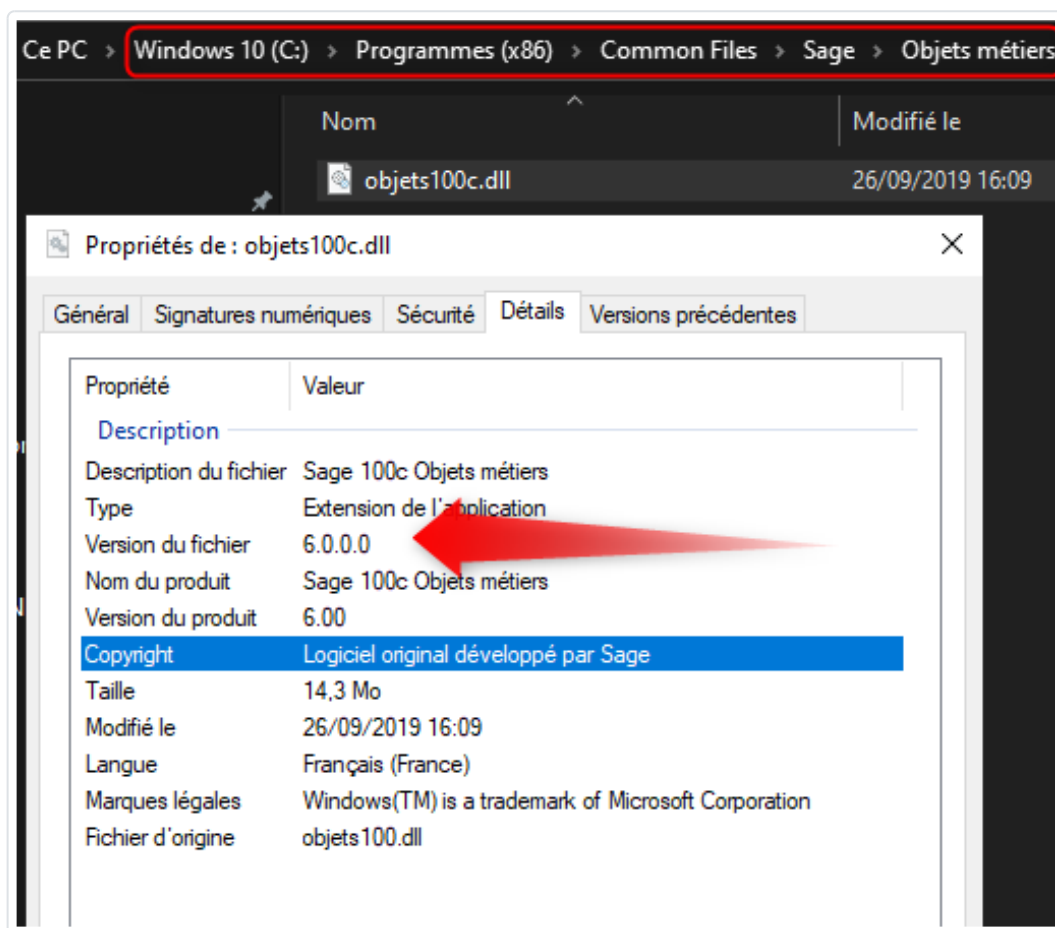 Ce PC > Windows 10 (C:) > Programmes (x86) > Common Files > Sage > Objets métiers
Nom Modifié le
objets100c.dll 26/09/2019 16:09
Propriétés de : objets100c.dll
Général Signatures numériques Sécurité Détails Versions précédentes
Propriété Valeur
Description
Description du fichier Sage 100c Objets métiers
Type Extension de l'application
Version du fichier 6.0.0.0
Nom du produit Sage 100c Objets métiers
Version du produit 6.00
Copyright Logiciel original développé par Sage
Taille 14,3 Mo
Modifié le 26/09/2019 16:09
Langue Français (France)
Marques légales Windows(TM) is a trademark of Microsoft Corporation
Fichier d'origine objets100.dll